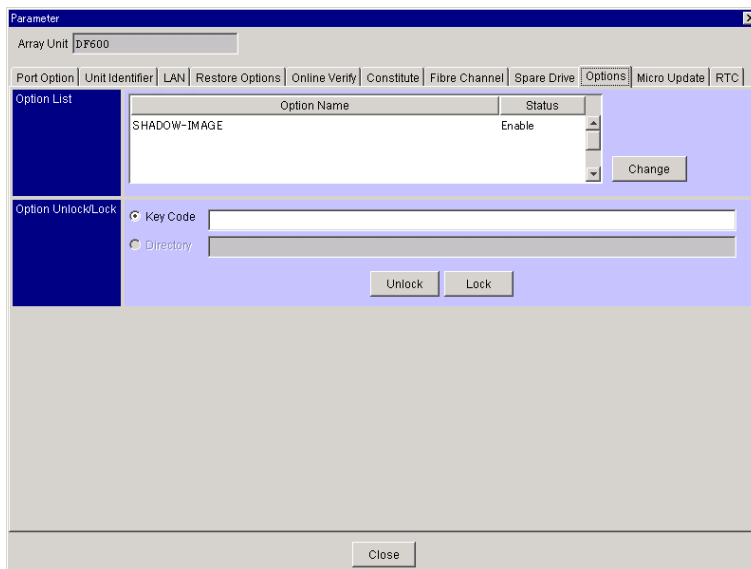 Parameter
Array Unit DF600
Port Option Unit Identifier LAN Restore Options Online Verify Constitute Fibre Channel Spare Drive Options Micro Update RTC
Option List
Option Name Status
SHADOW-IMAGE Enable
Change
Option Unlock/Lock
Key Code
Directory
Unlock Lock
Close